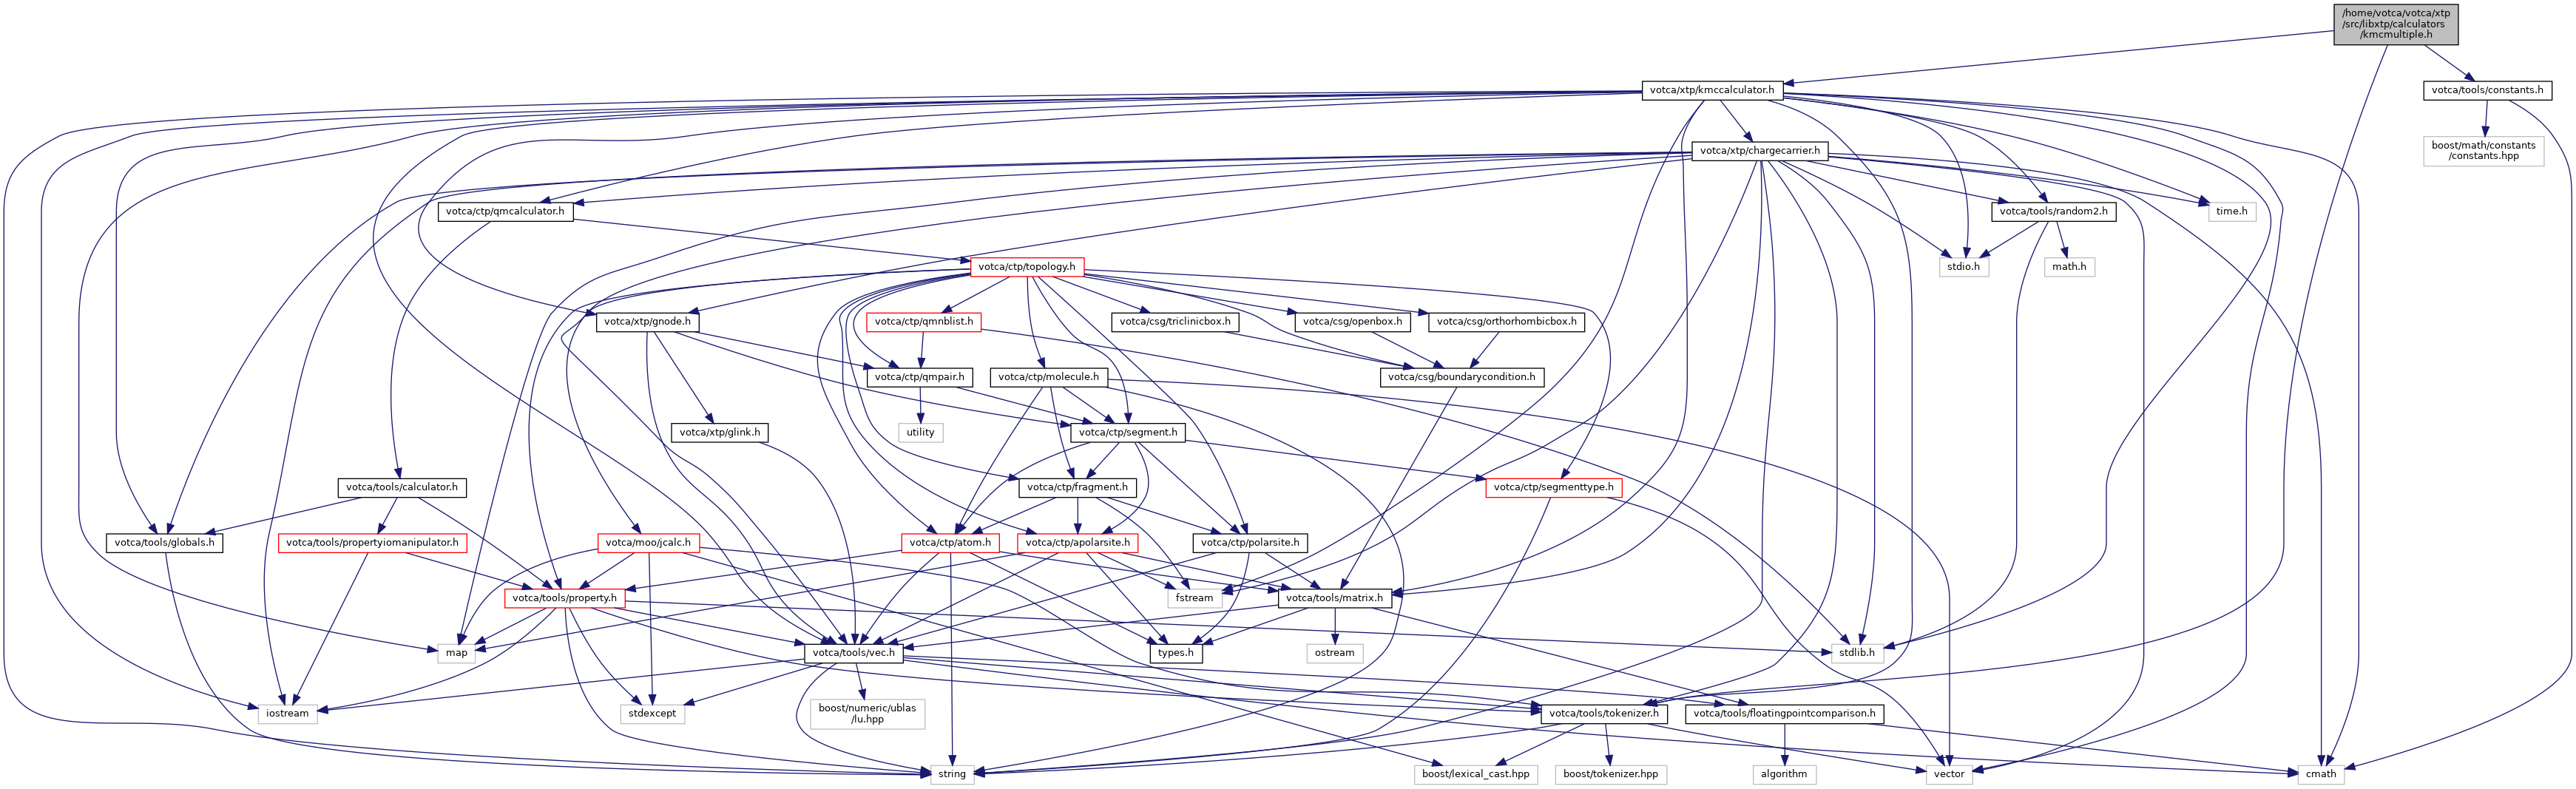 /home/votca/votca/xtp
/src/libxtp/calculators
/kmcmultiple.h
votca/xtp/kmccalculator.h
votca/tools/constants.h
votca/xtp/chargecarrier.h
boost/math/constants
/constants.hpp
votca/ctp/qmcalculator.h
votca/tools/random2.h
time.h
votca/ctp/topology.h
stdio.h
math.h
votca/xtp/gnode.h
votca/ctp/qmnblist.h
votca/csg/triclinicbox.h
votca/csg/openbox.h
votca/csg/orthorhombicbox.h
votca/ctp/qmpair.h
votca/ctp/molecule.h
votca/csg/boundarycondition.h
votca/xtp/glink.h
utility
votca/ctp/segment.h
votca/tools/calculator.h
votca/ctp/fragment.h
votca/ctp/segmenttype.h
votca/tools/globals.h
votca/tools/propertyiomanipulator.h
votca/moo/jcalc.h
votca/ctp/atom.h
votca/ctp/apolarsite.h
votca/ctp/polarsite.h
votca/tools/property.h
fstream
votca/tools/matrix.h
map
votca/tools/vec.h
types.h
ostream
stdlib.h
iostream
stdexcept
boost/numeric/ublas
/lu.hpp
votca/tools/tokenizer.h
votca/tools/floatingpointcomparison.h
string
boost/lexical_cast.hpp
boost/tokenizer.hpp
algorithm
vector
cmath